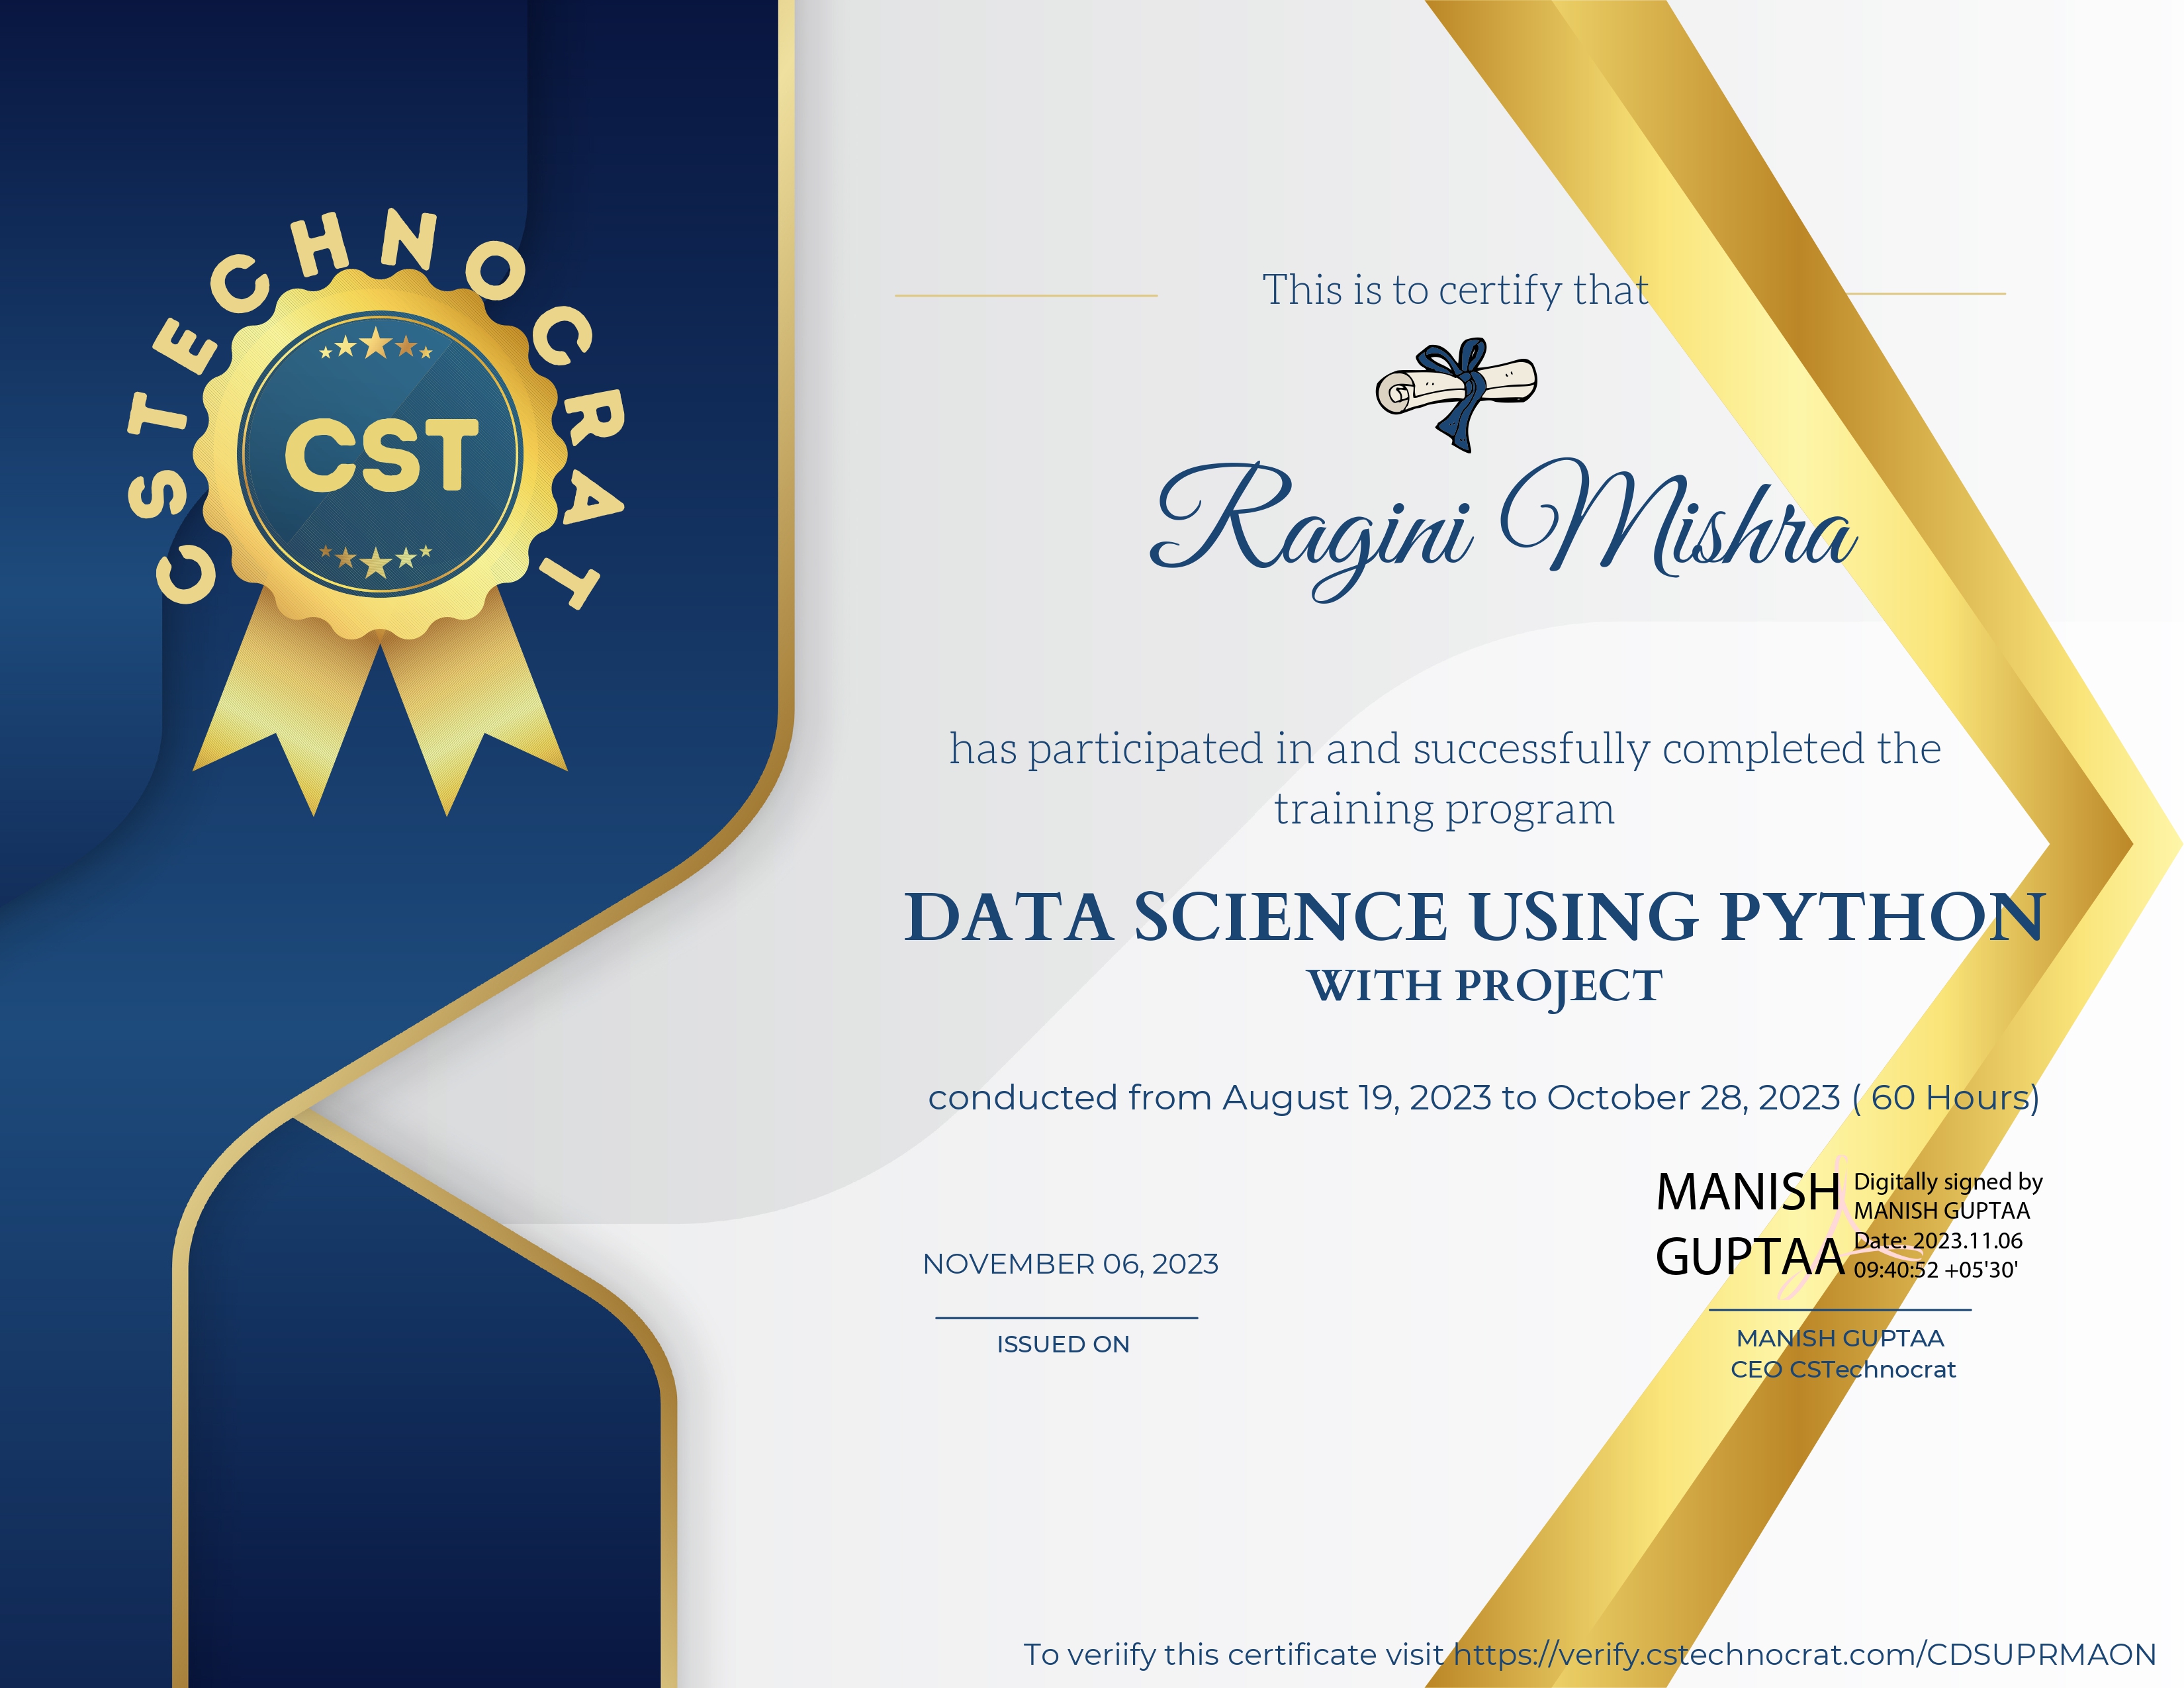 CSTECHNOCRAT
CST
This is to certify that
Ragini Mishra
has participated in and successfully completed the
training program
DATA SCIENCE USING PYTHON
WITH PROJECT
conducted from August 19, 2023 to October 28, 2023 ( 60 Hours)
MANISH
GUPTAA
Digitally signed by
MANISH GUPTAA
Date: 2023.11.06
09:40:52 +05'30'
NOVEMBER 06, 2023
ISSUED ON
MANISH GUPTAA
CEO CSTechnocrat
To veriify this certificate visit https://verify.cstechnocrat.com/CDSUPRMAON